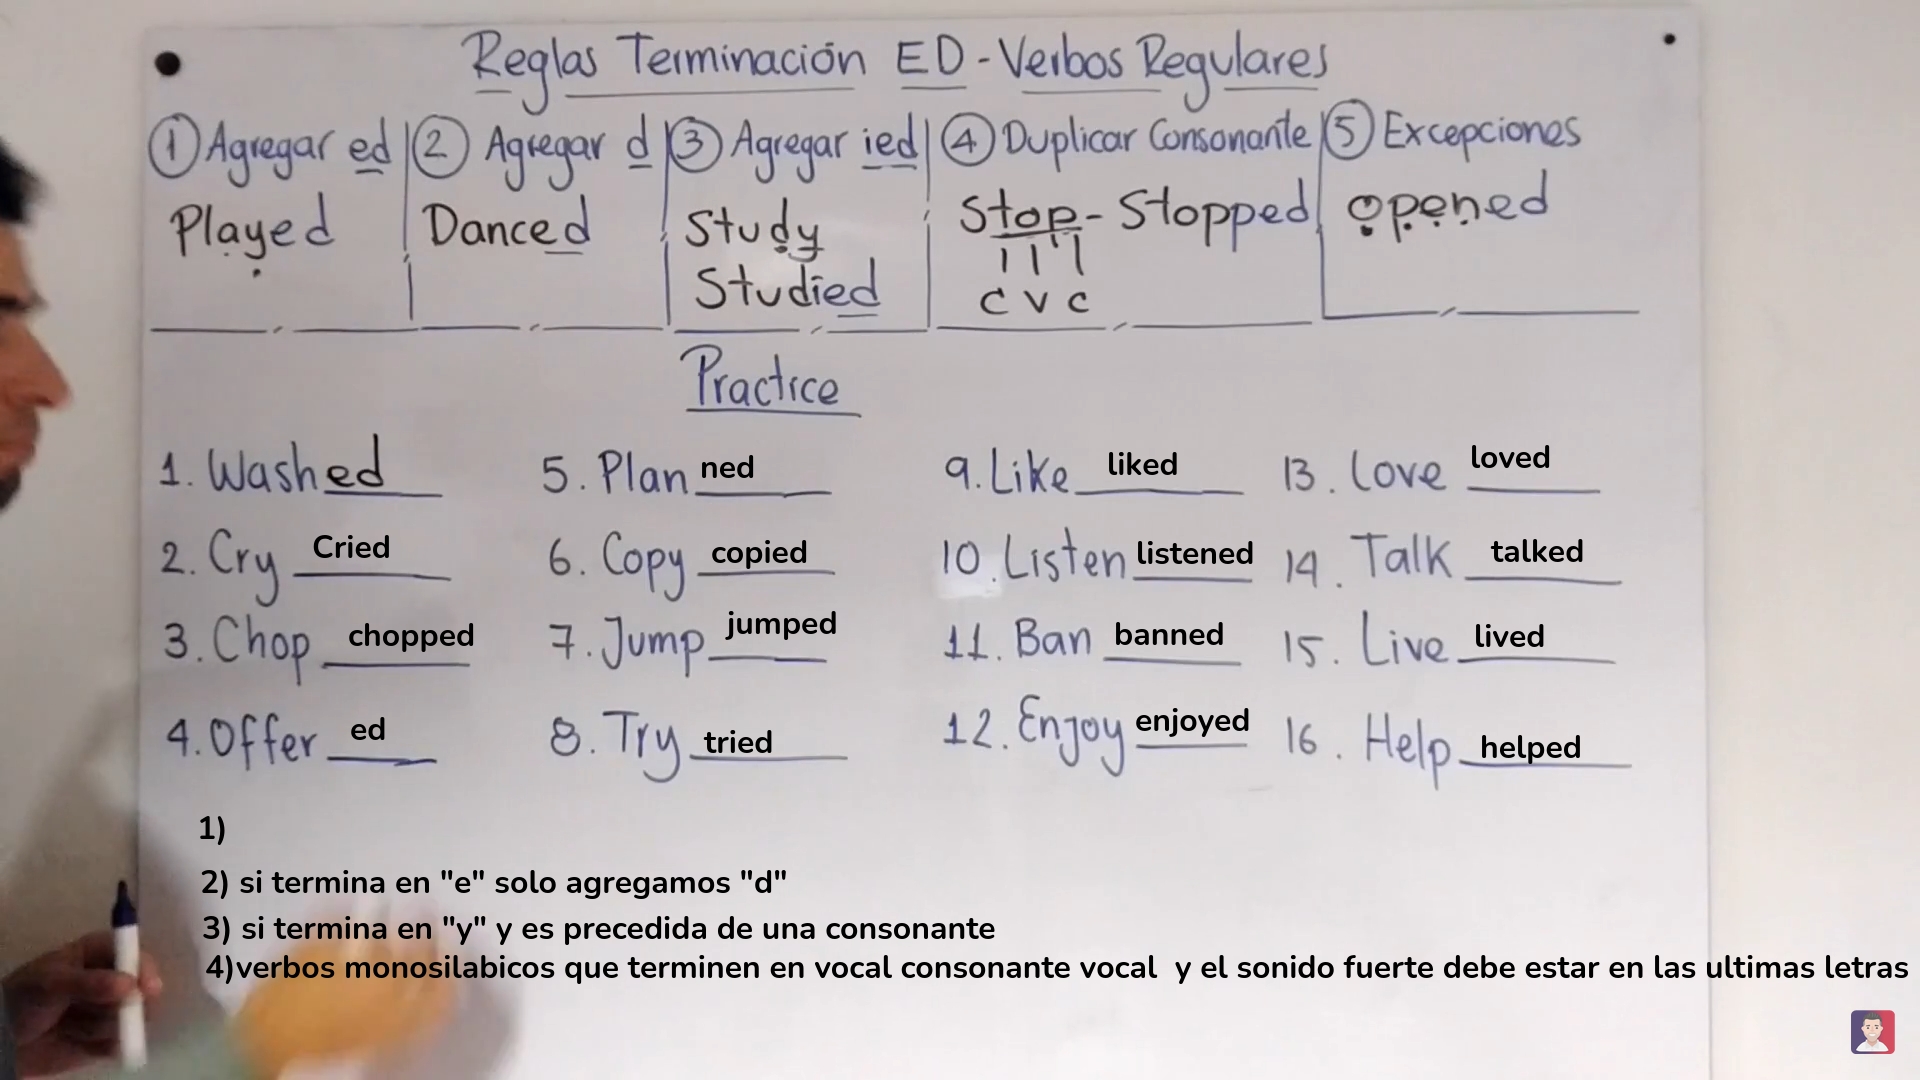 Reglas Terminación ED - Verbos Regulares
① Agregar ed
Played
② Agregar d
Danced
③ Agregar ied
Study
Studied
④ Duplicar Consonante
Stop - Stopped
C V C
⑤ Excepciones
opened
Practice
1. Washed
2. Cry Cried
3. Chop chopped
4. Offer ed
5. Plan ned
6. Copy copied
7. Jump jumped
8. Try tried
9. Like liked
10. Listen listened
11. Ban banned
12. Enjoy enjoyed
13. Love loved
14. Talk talked
15. Live lived
16. Help helped
1)
2) si termina en "e" solo agregamos "d"
3) si termina en "y" y es precedida de una consonante
4)verbos monosilabicos que terminen en vocal consonante vocal y el sonido fuerte debe estar en las ultimas letras